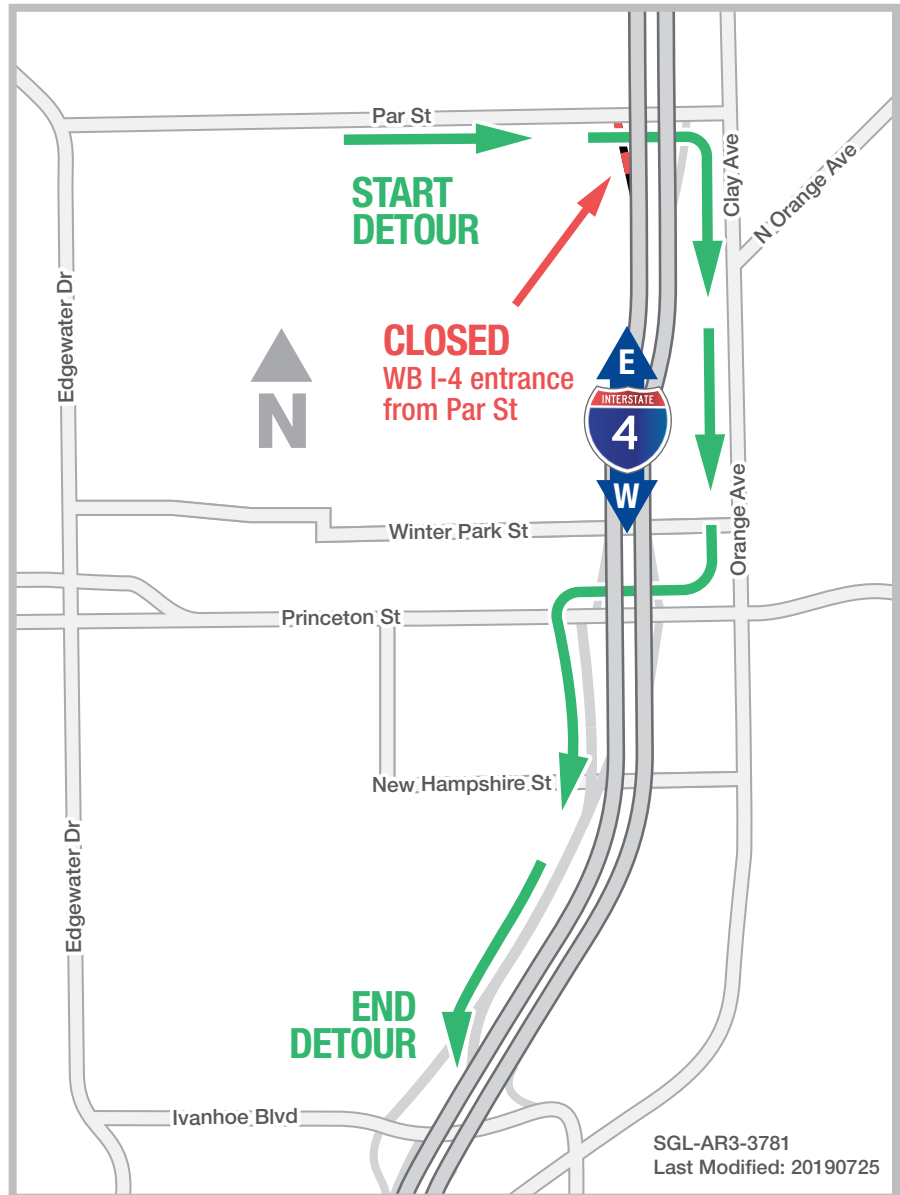 Par St
START
DETOUR
Clay Ave
N Orange Ave
Edgewater Dr
CLOSED
WB I-4 entrance
from Par St
N
E
INTERSTATE
4
W
Orange Ave
Winter Park St
Princeton St
New Hampshire St
Edgewater Dr
END
DETOUR
Ivanhoe Blvd
SGL-AR3-3781
Last Modified: 20190725